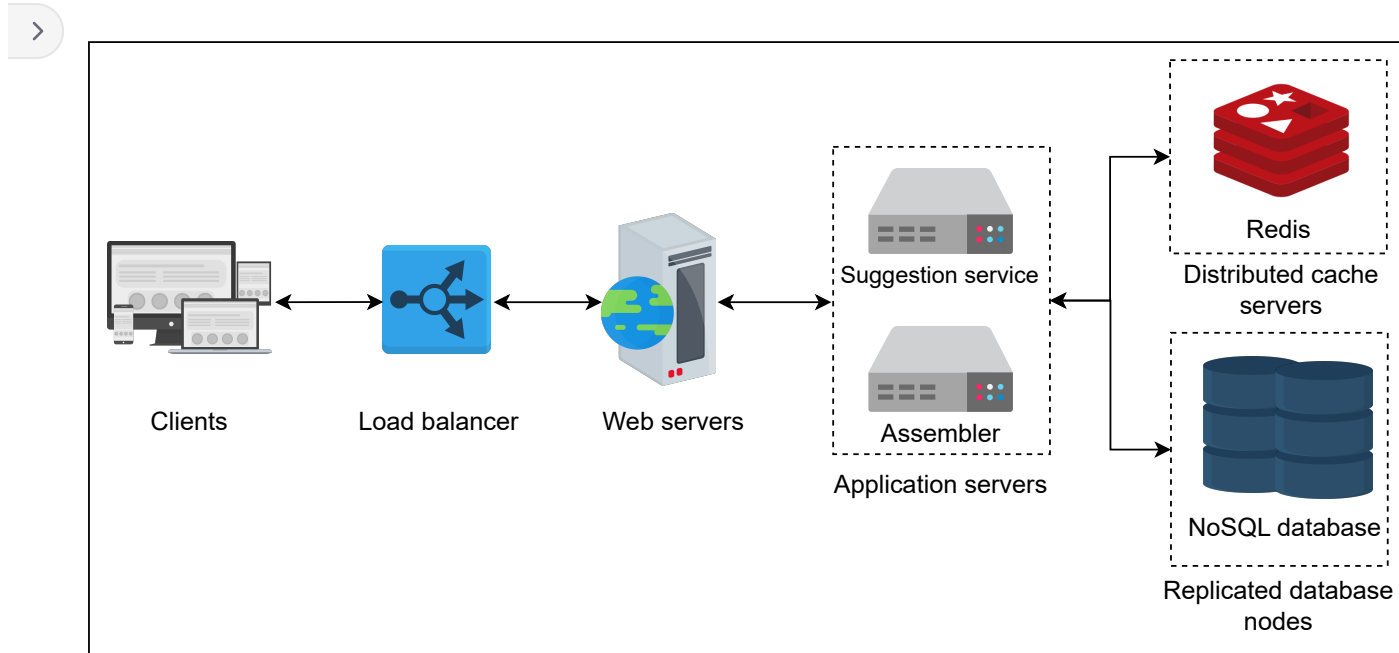 Clients
Load balancer
Web servers
Suggestion service
Assembler
Application servers
Redis
Distributed cache
servers
NoSQL database
Replicated database
nodes